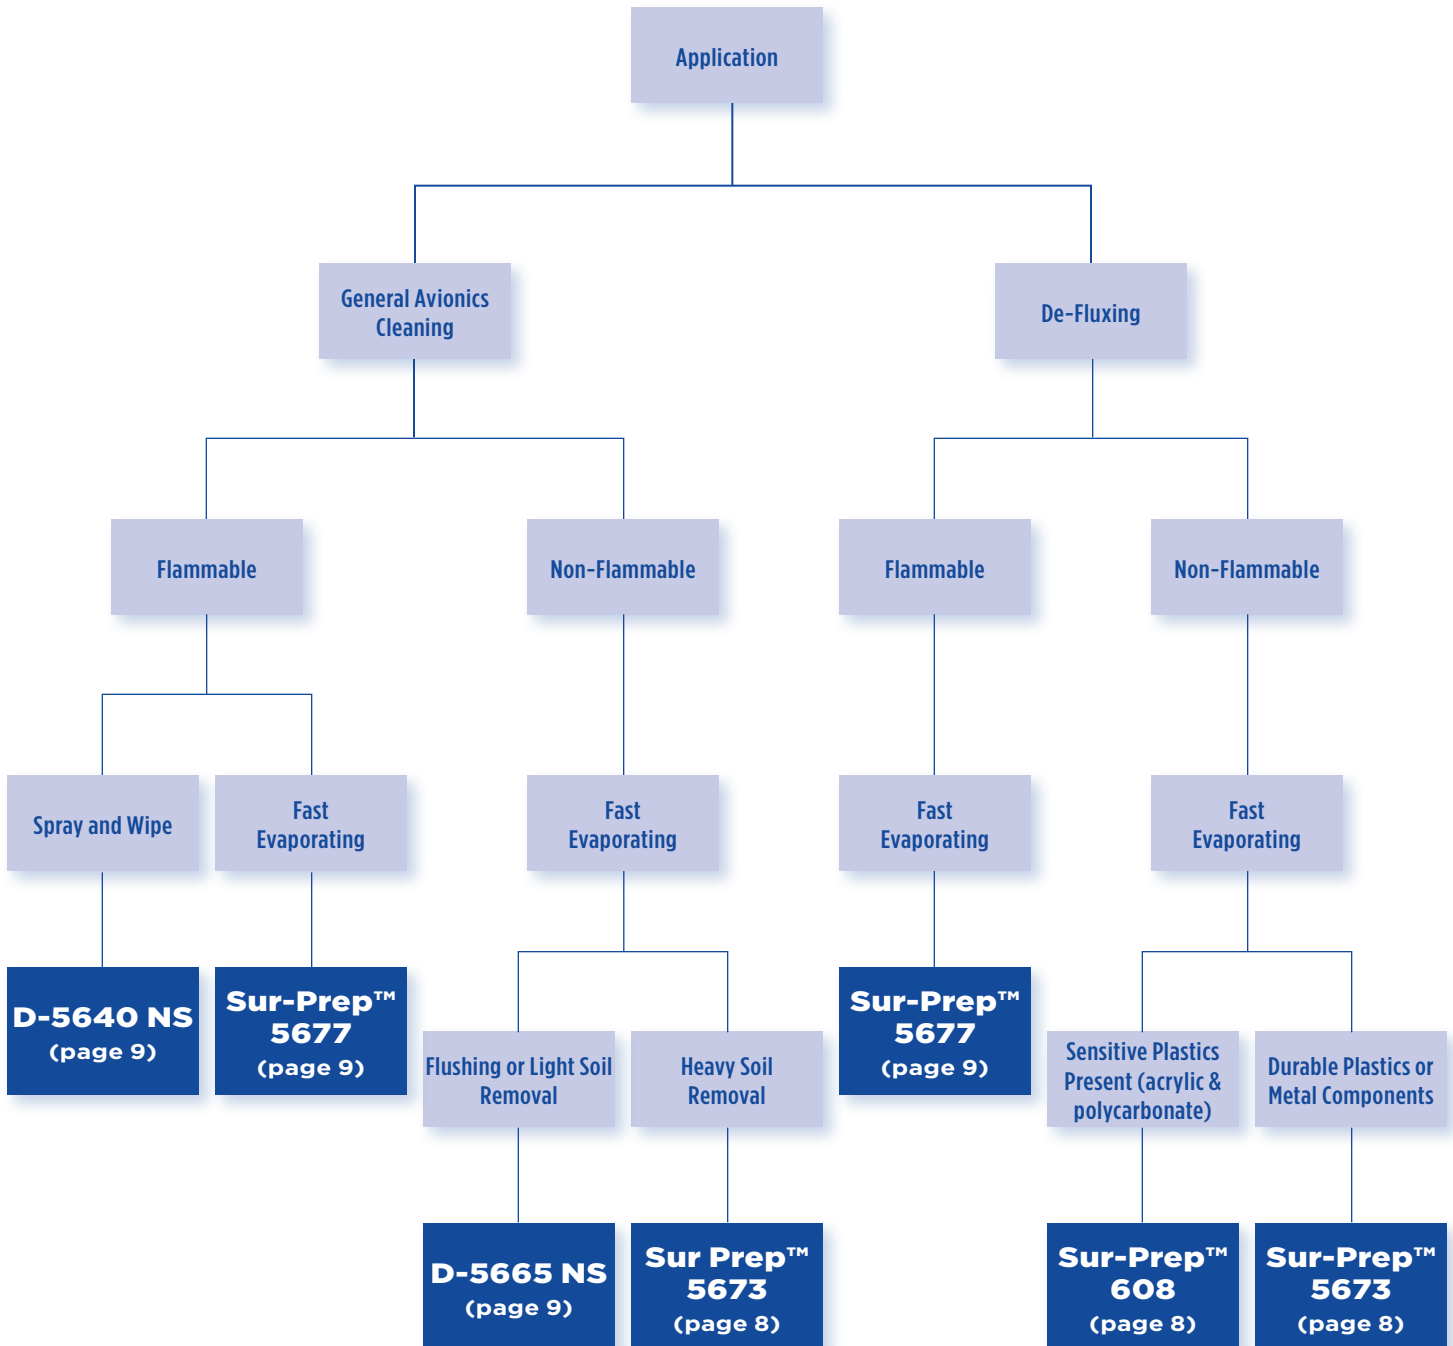 Application
General Avionics
Cleaning
De-Fluxing
Flammable
Non-Flammable
Flammable
Non-Flammable
Spray and Wipe
Fast
Evaporating
Fast
Evaporating
Fast
Evaporating
Fast
Evaporating
D-5640 NS
(page 9)
Sur-Prep™
5677
(page 9)
Sur-Prep™
5677
(page 9)
Flushing or Light Soil
Removal
Heavy Soil
Removal
Sensitive Plastics
Present (acrylic &
polycarbonate)
Durable Plastics or
Metal Components
D-5665 NS
(page 9)
Sur Prep™
5673
(page 8)
Sur-Prep™
608
(page 8)
Sur-Prep™
5673
(page 8)